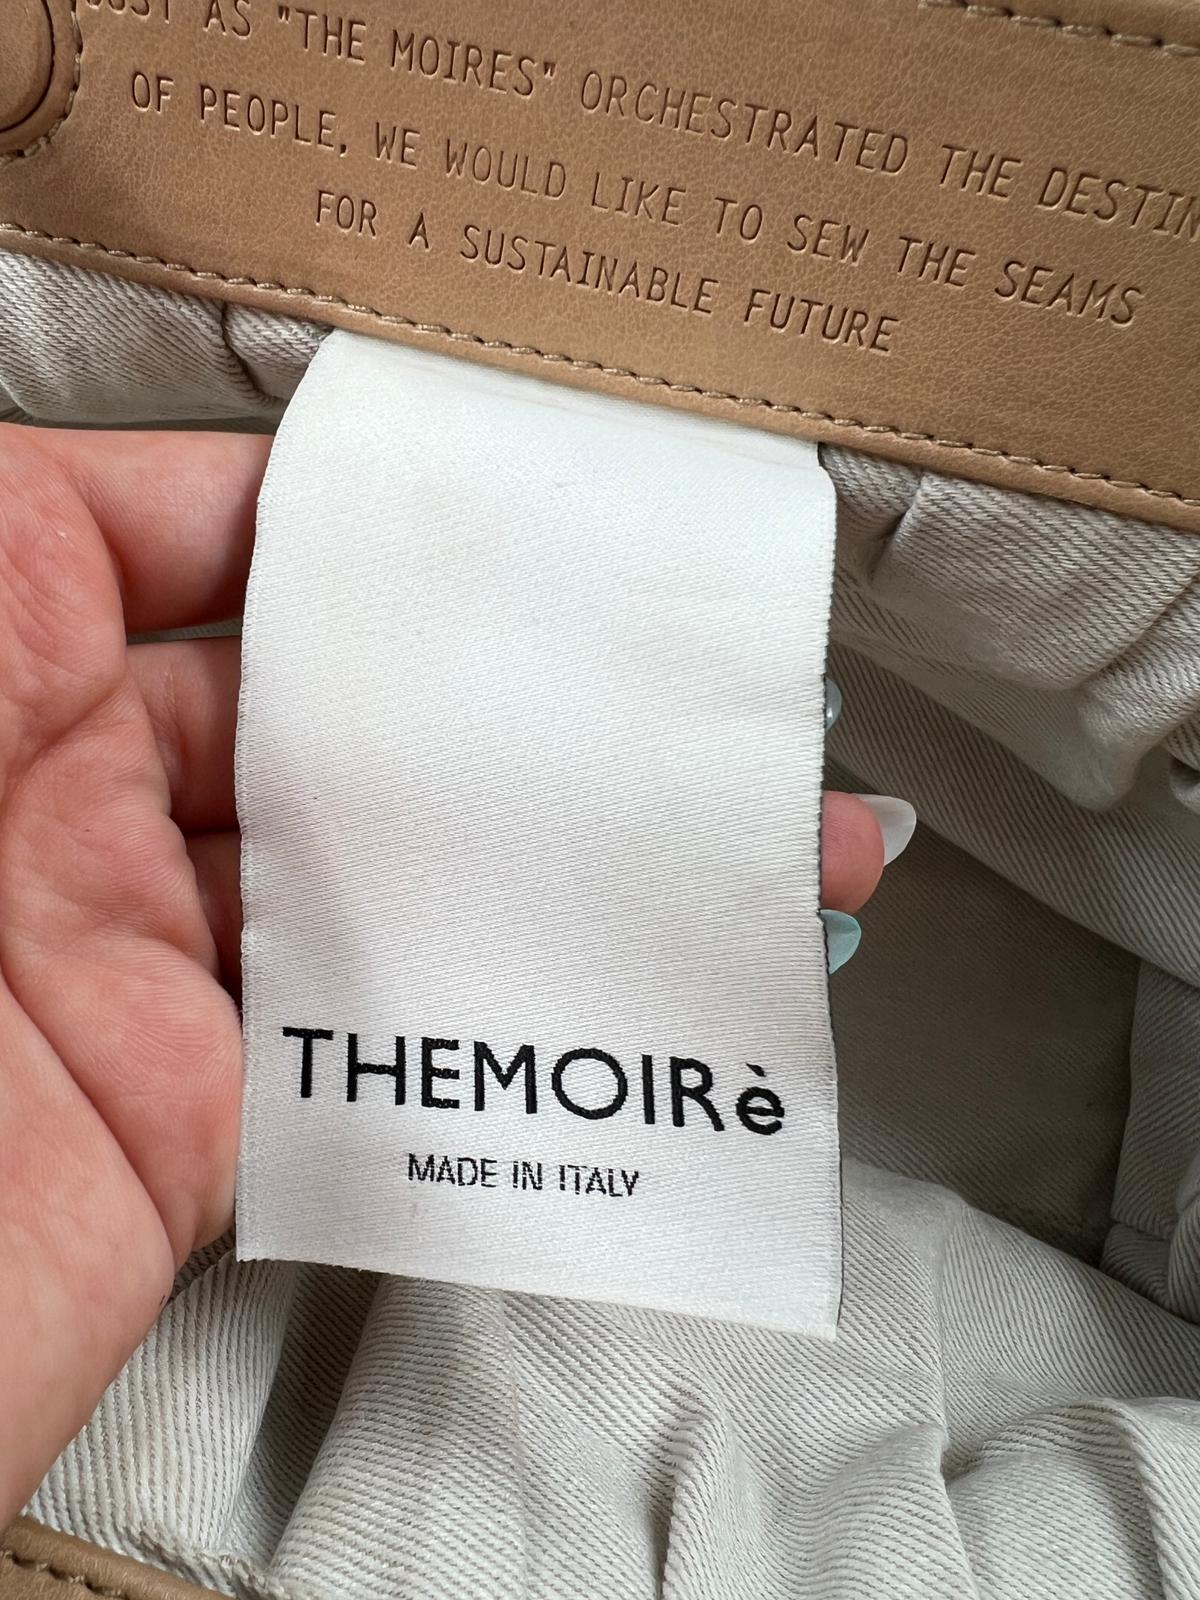 JUST AS "THE MOIRES" ORCHESTRATED THE
OF PEOPLE, WE WOULD LIKE TO SEW THE SEAMS
FOR A SUSTAINABLE FUTURE
THEMOIRè
MADE IN ITALY